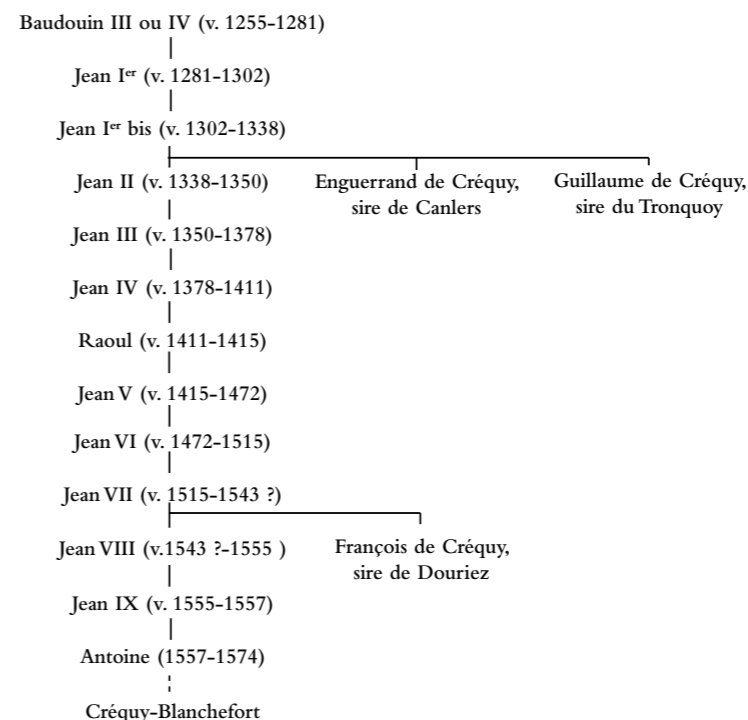 Baudouin III ou IV (v. 1255-1281)
Jean Iᵉʳ (v. 1281-1302)
Jean Iᵉʳ bis (v. 1302-1338)
Jean II (v. 1338-1350)
Enguerrand de Créquy,
sire de Canlers
Guillaume de Créquy,
sire du Tronquoy
Jean III (v. 1350-1378)
Jean IV (v. 1378-1411)
Raoul (v. 1411-1415)
Jean V (v. 1415-1472)
Jean VI (v. 1472-1515)
Jean VII (v. 1515-1543 ?)
Jean VIII (v.1543 ?-1555 )
François de Créquy,
sire de Douriez
Jean IX (v. 1555-1557)
Antoine (1557-1574)
Créquy-Blanchefort